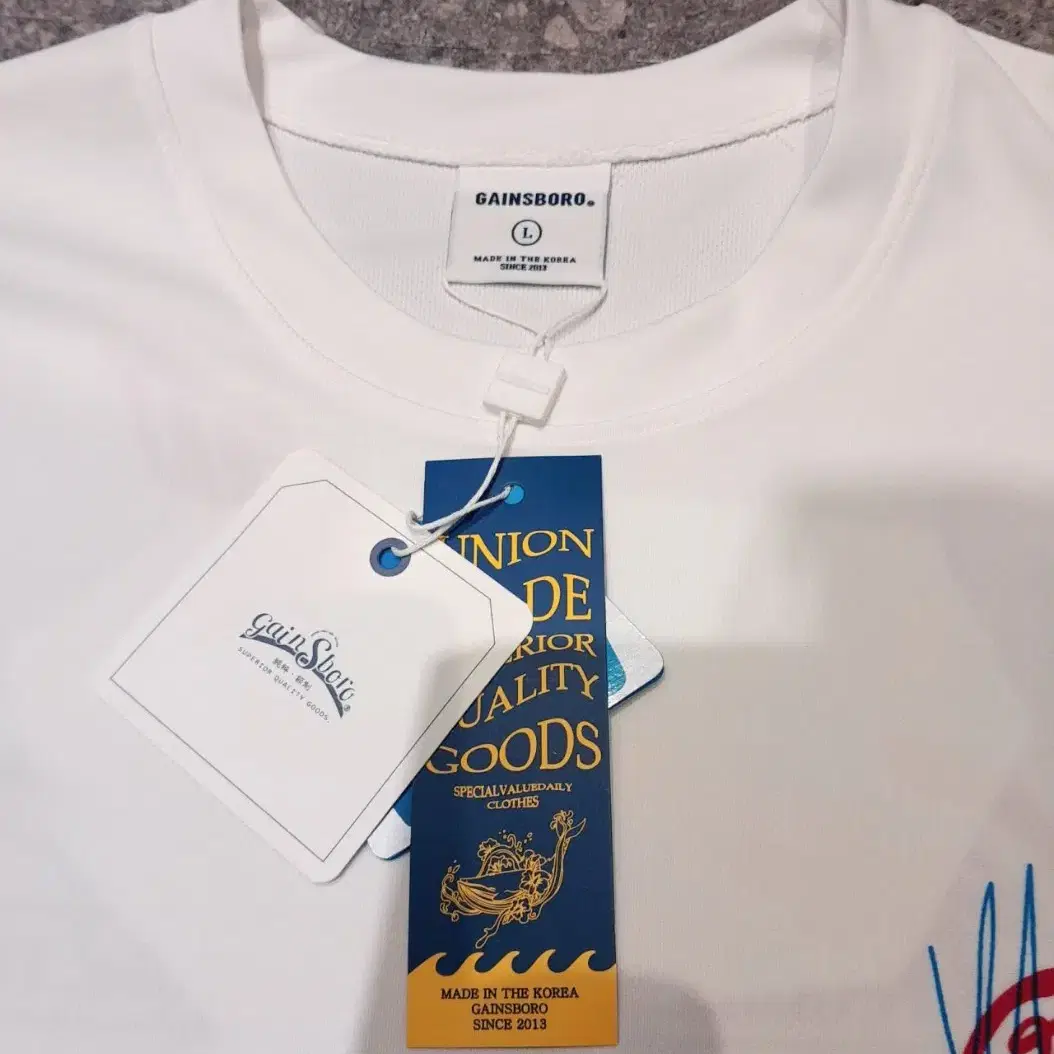 GAINSBORO®
L
MADE IN THE KOREA
SINCE 2013
gainSboro®
SUPERIOR QUALITY GOODS.
UNION
DE
ERIOR
UALITY
GOODS
SPECIALVALUEDAILY
CLOTHES
MADE IN THE KOREA
GAINSBORO
SINCE 2013